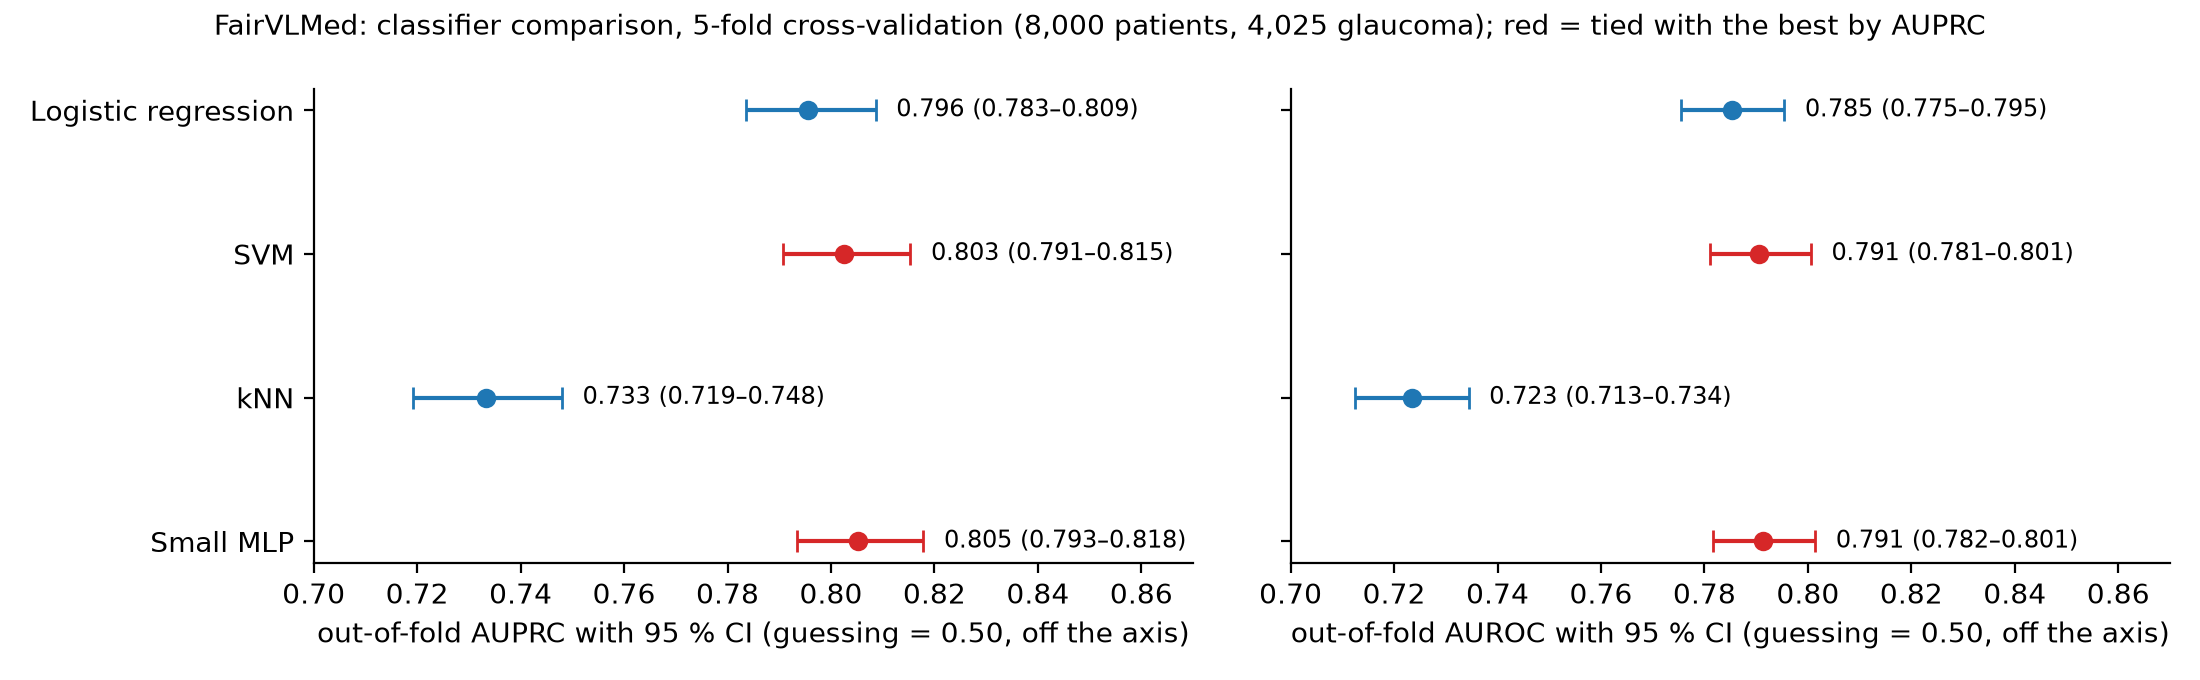 FairVLMed: classifier comparison, 5-fold cross-validation (8,000 patients, 4,025 glaucoma); red = tied with the best by AUPRC
Logistic regression
0.796 (0.783–0.809)
0.785 (0.775–0.795)
SVM
0.803 (0.791–0.815)
0.791 (0.781–0.801)
kNN
0.733 (0.719–0.748)
0.723 (0.713–0.734)
Small MLP
0.805 (0.793–0.818)
0.791 (0.782–0.801)
0.70 0.72 0.74 0.76 0.78 0.80 0.82 0.84 0.86
0.70 0.72 0.74 0.76 0.78 0.80 0.82 0.84 0.86
out-of-fold AUPRC with 95 % CI (guessing = 0.50, off the axis)
out-of-fold AUROC with 95 % CI (guessing = 0.50, off the axis)